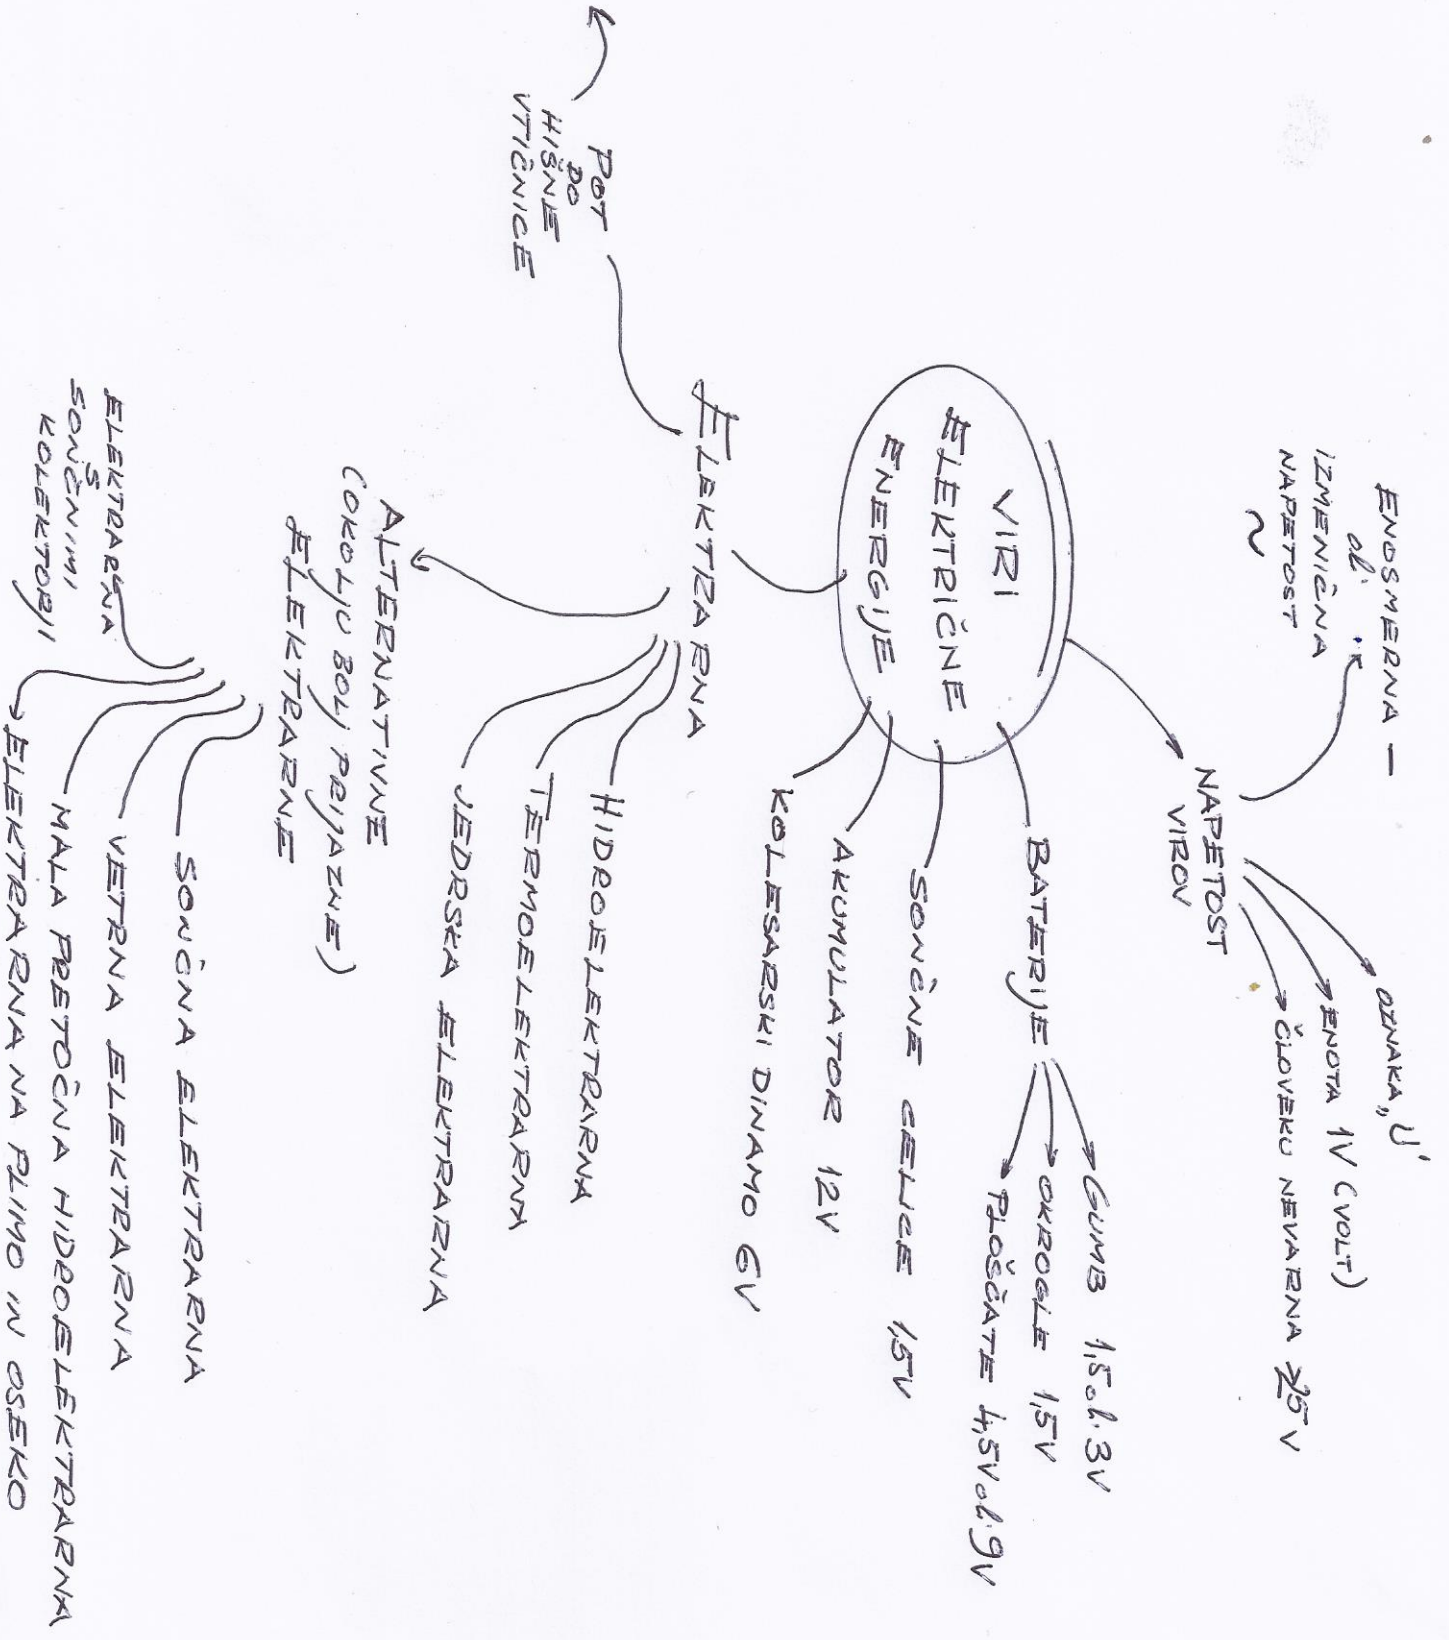 ENOSMERNA —
ali
IZMENIČNA
NAPETOST
~
NAPETOST
VIROV
OZNAKA „U'
ENOTA 1V (VOLT)
ČLOVEKU NEVARNA ≥25 V
VIRI
ELEKTRIČNE
ENERGIJE
BATERIJE
GUMB 1,5 ali 3V
OKROGLE 1,5V
PLOŠČATE 4,5V ali 9V
SONČNE CELICE 1,5V
AKUMULATOR 12V
KOLESARSKI DINAMO 6V
ELEKTRARNA
POT
DO
HIŠNE
VTIČNICE
HIDROELEKTRARNA
TERMOELEKTRARNA
JEDRSKA ELEKTRARNA
ALTERNATIVNE
(OKOLJU BOLJ PRIJAZNE)
ELEKTRARNE
SONČNA ELEKTRARNA
VETRNA ELEKTRARNA
MALA PRETOČNA HIDROELEKTRARNA
ELEKTRARNA NA PLIMO IN OSEKO
ELEKTRARNA
S
SONČNIMI
KOLEKTORJI